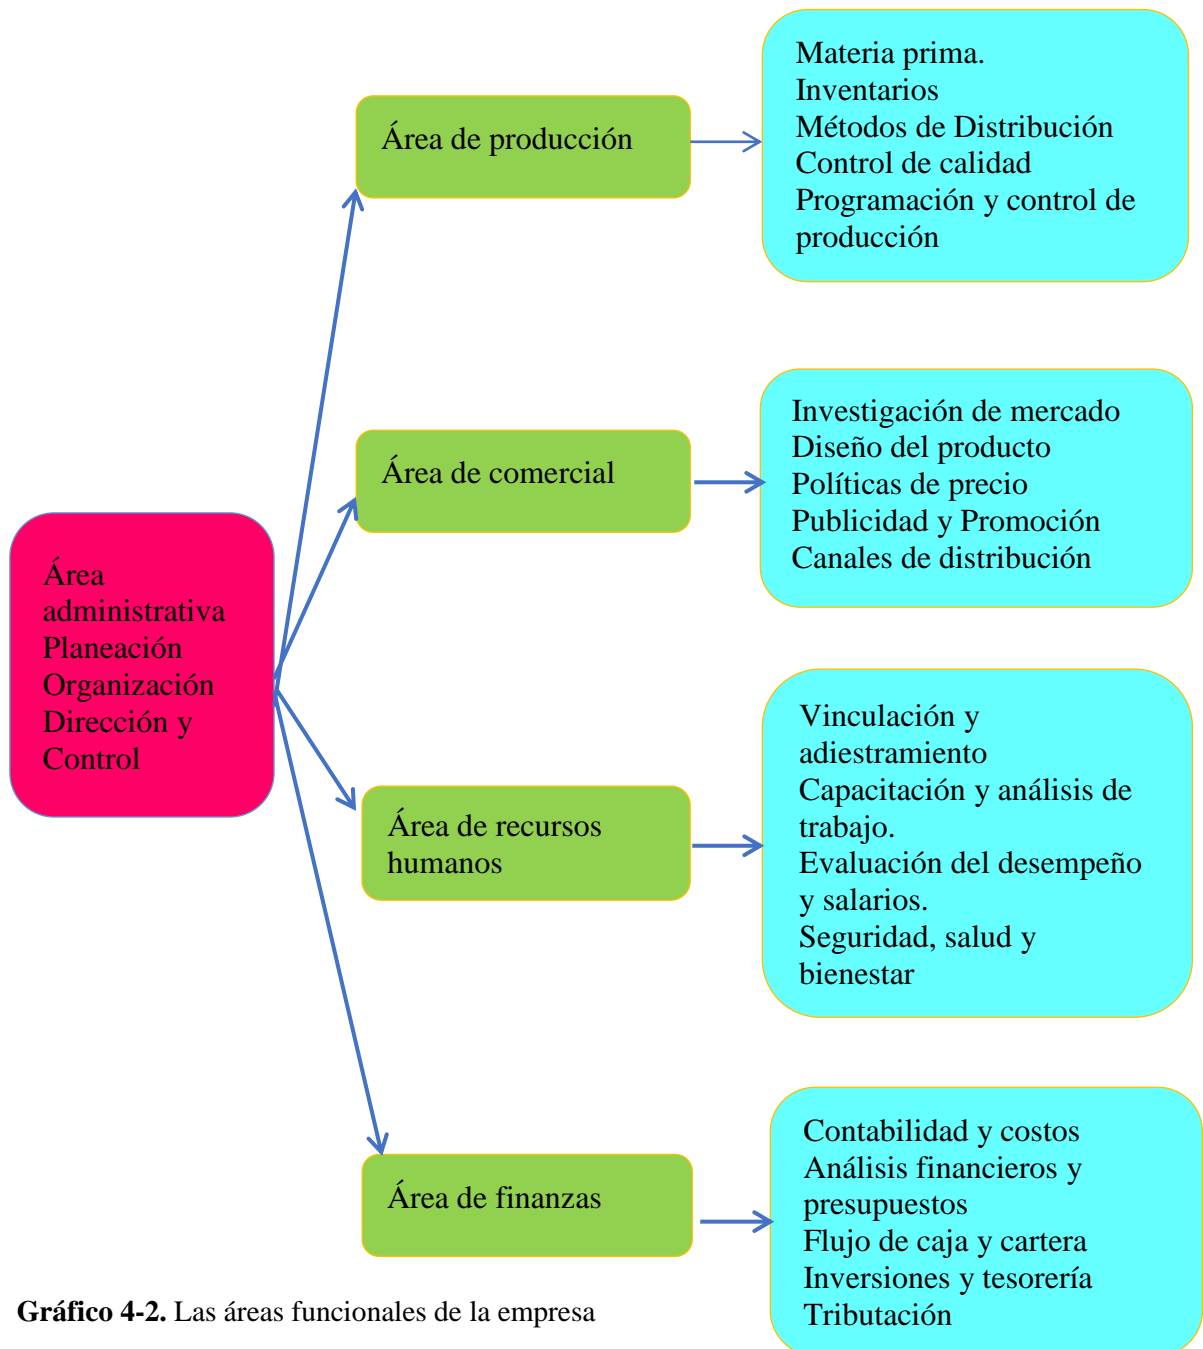 Área
administrativa
Planeación
Organización
Dirección y
Control
Área de producción
Materia prima.
Inventarios
Métodos de Distribución
Control de calidad
Programación y control de
producción
Área de comercial
Investigación de mercado
Diseño del producto
Políticas de precio
Publicidad y Promoción
Canales de distribución
Área de recursos
humanos
Vinculación y
adiestramiento
Capacitación y análisis de
trabajo.
Evaluación del desempeño
y salarios.
Seguridad, salud y
bienestar
Área de finanzas
Contabilidad y costos
Análisis financieros y
presupuestos
Flujo de caja y cartera
Inversiones y tesorería
Tributación
Gráfico 4-2. Las áreas funcionales de la empresa